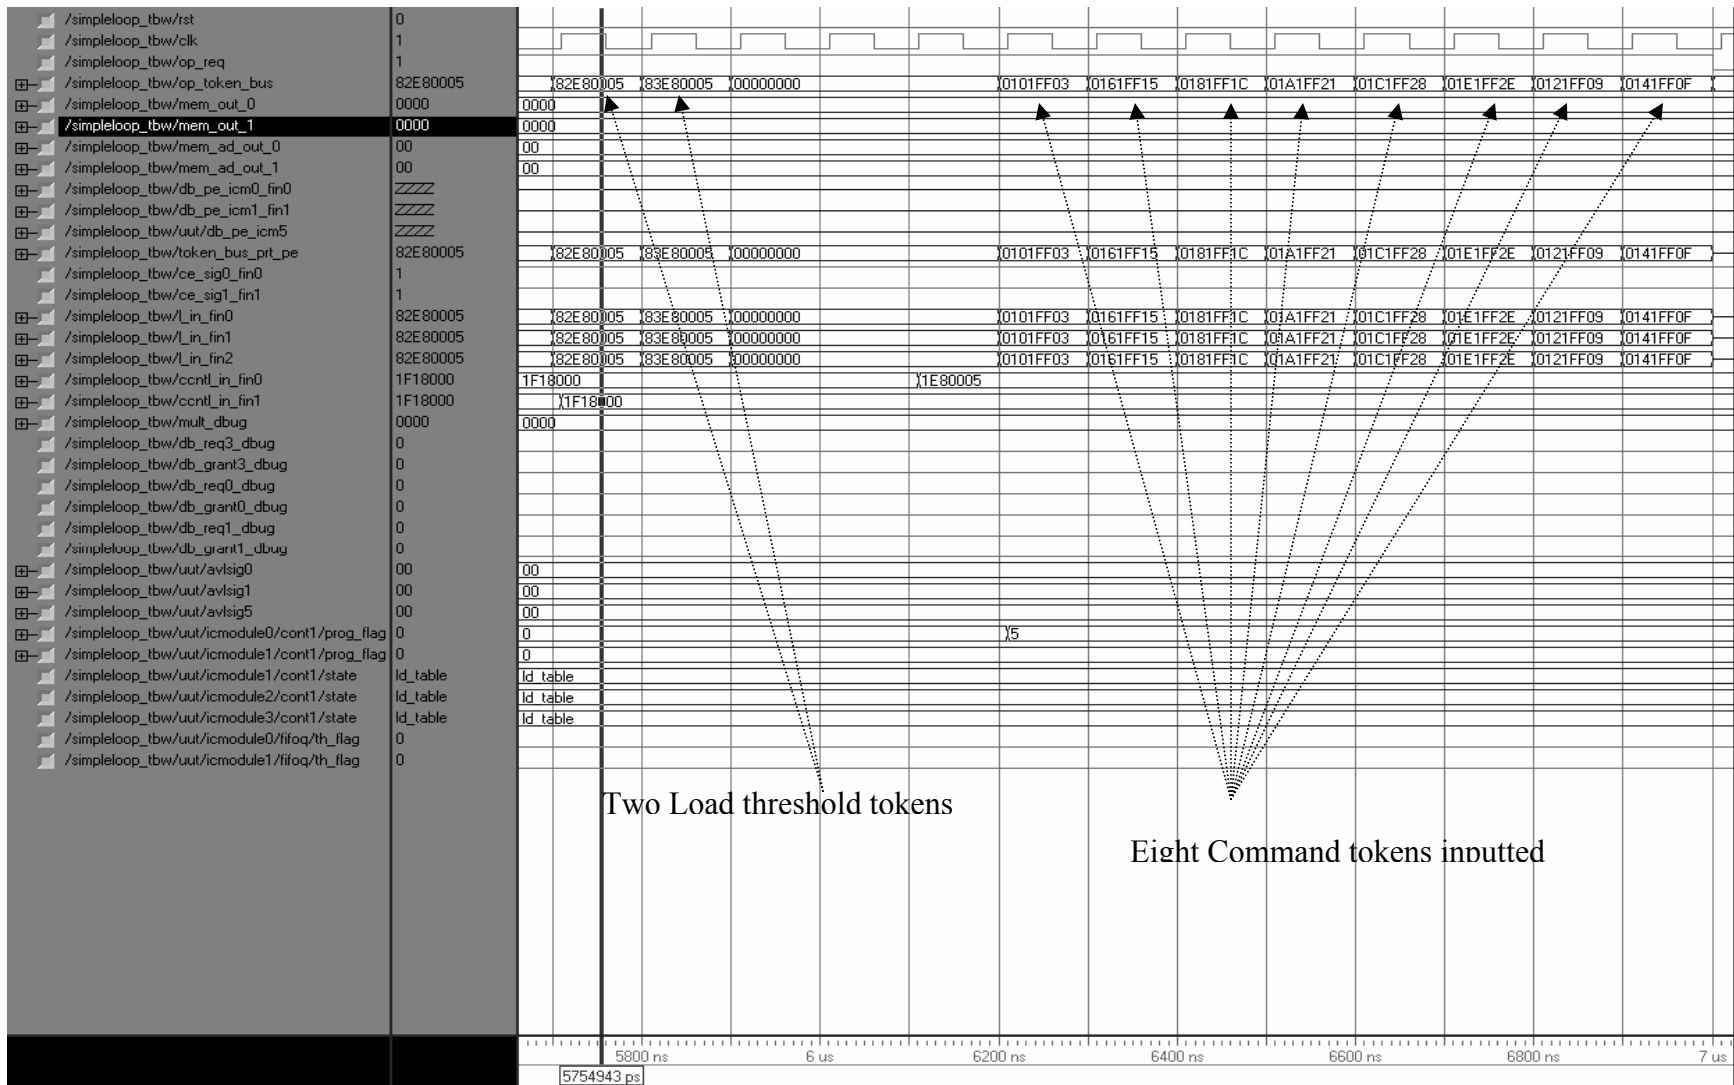 /simpleloop_tbw/rst 0
/simpleloop_tbw/clk 1
/simpleloop_tbw/op_req 1
/simpleloop_tbw/op_token_bus 82E80005 82E80005 83E80005 00000000 0101FF03 0161FF15 0181FF1C 01A1FF21 01C1FF28 01E1FF2E 0121FF09 0141FF0F
/simpleloop_tbw/mem_out_0 0000 0000
/simpleloop_tbw/mem_out_1 0000 0000
/simpleloop_tbw/mem_ad_out_0 00 00
/simpleloop_tbw/mem_ad_out_1 00 00
/simpleloop_tbw/db_pe_icm0_fin0
/simpleloop_tbw/db_pe_icm1_fin1
/simpleloop_tbw/uut/db_pe_icm5
/simpleloop_tbw/token_bus_prt_pe 82E80005 82E80005 83E80005 00000000 0101FF03 0161FF15 0181FF1C 01A1FF21 01C1FF28 01E1FF2E 0121FF09 0141FF0F
/simpleloop_tbw/ce_sig0_fin0 1
/simpleloop_tbw/ce_sig1_fin1 1
/simpleloop_tbw/l_in_fin0 82E80005 82E80005 83E80005 00000000 0101FF03 0161FF15 0181FF1C 01A1FF21 01C1FF28 01E1FF2E 0121FF09 0141FF0F
/simpleloop_tbw/l_in_fin1 82E80005 82E80005 83E80005 00000000 0101FF03 0161FF15 0181FF1C 01A1FF21 01C1FF28 01E1FF2E 0121FF09 0141FF0F
/simpleloop_tbw/l_in_fin2 82E80005 82E80005 83E80005 00000000 0101FF03 0161FF15 0181FF1C 01A1FF21 01C1FF28 01E1FF2E 0121FF09 0141FF0F
/simpleloop_tbw/ccntl_in_fin0 1F18000 1F18000 1E80005
/simpleloop_tbw/ccntl_in_fin1 1F18000 1F18000
/simpleloop_tbw/mult_dbug 0000 0000
/simpleloop_tbw/db_req3_dbug 0
/simpleloop_tbw/db_grant3_dbug 0
/simpleloop_tbw/db_req0_dbug 0
/simpleloop_tbw/db_grant0_dbug 0
/simpleloop_tbw/db_req1_dbug 0
/simpleloop_tbw/db_grant1_dbug 0
/simpleloop_tbw/uut/avlsig0 00 00
/simpleloop_tbw/uut/avlsig1 00 00
/simpleloop_tbw/uut/avlsig5 00 00
/simpleloop_tbw/uut/icmodule0/cont1/prog_flag 0 0 5
/simpleloop_tbw/uut/icmodule1/cont1/prog_flag 0 0
/simpleloop_tbw/uut/icmodule1/cont1/state ld_table ld_table
/simpleloop_tbw/uut/icmodule2/cont1/state ld_table ld_table
/simpleloop_tbw/uut/icmodule3/cont1/state ld_table ld_table
/simpleloop_tbw/uut/icmodule0/fifoq/th_flag 0
/simpleloop_tbw/uut/icmodule1/fifoq/th_flag 0
Two Load threshold tokens
Eight Command tokens inputted
5800 ns 6 us 6200 ns 6400 ns 6600 ns 6800 ns 7 us
5754943 ps